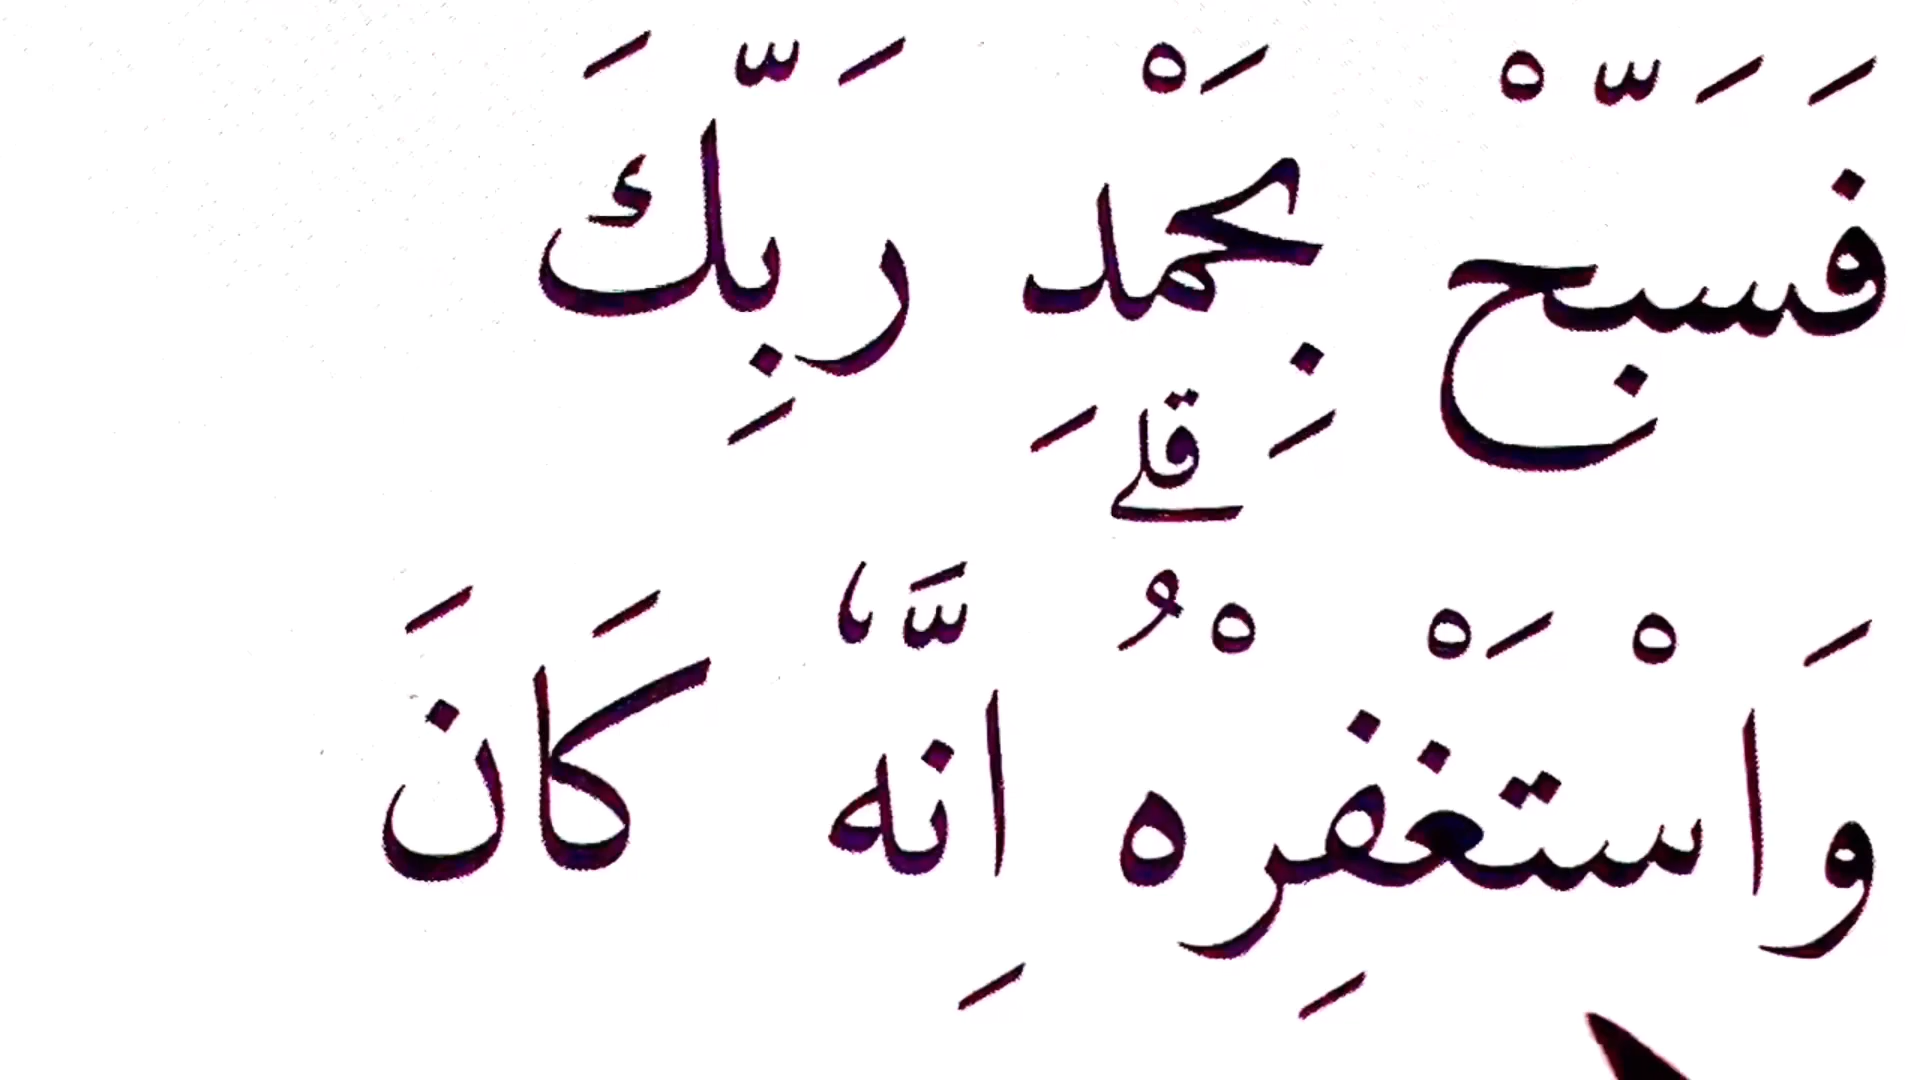 فَسَبِّحْ بِحَمْدِ رَبِّكَ
قلے
وَاسْتَغْفِرْهُ اِنَّهٗ كَانَ